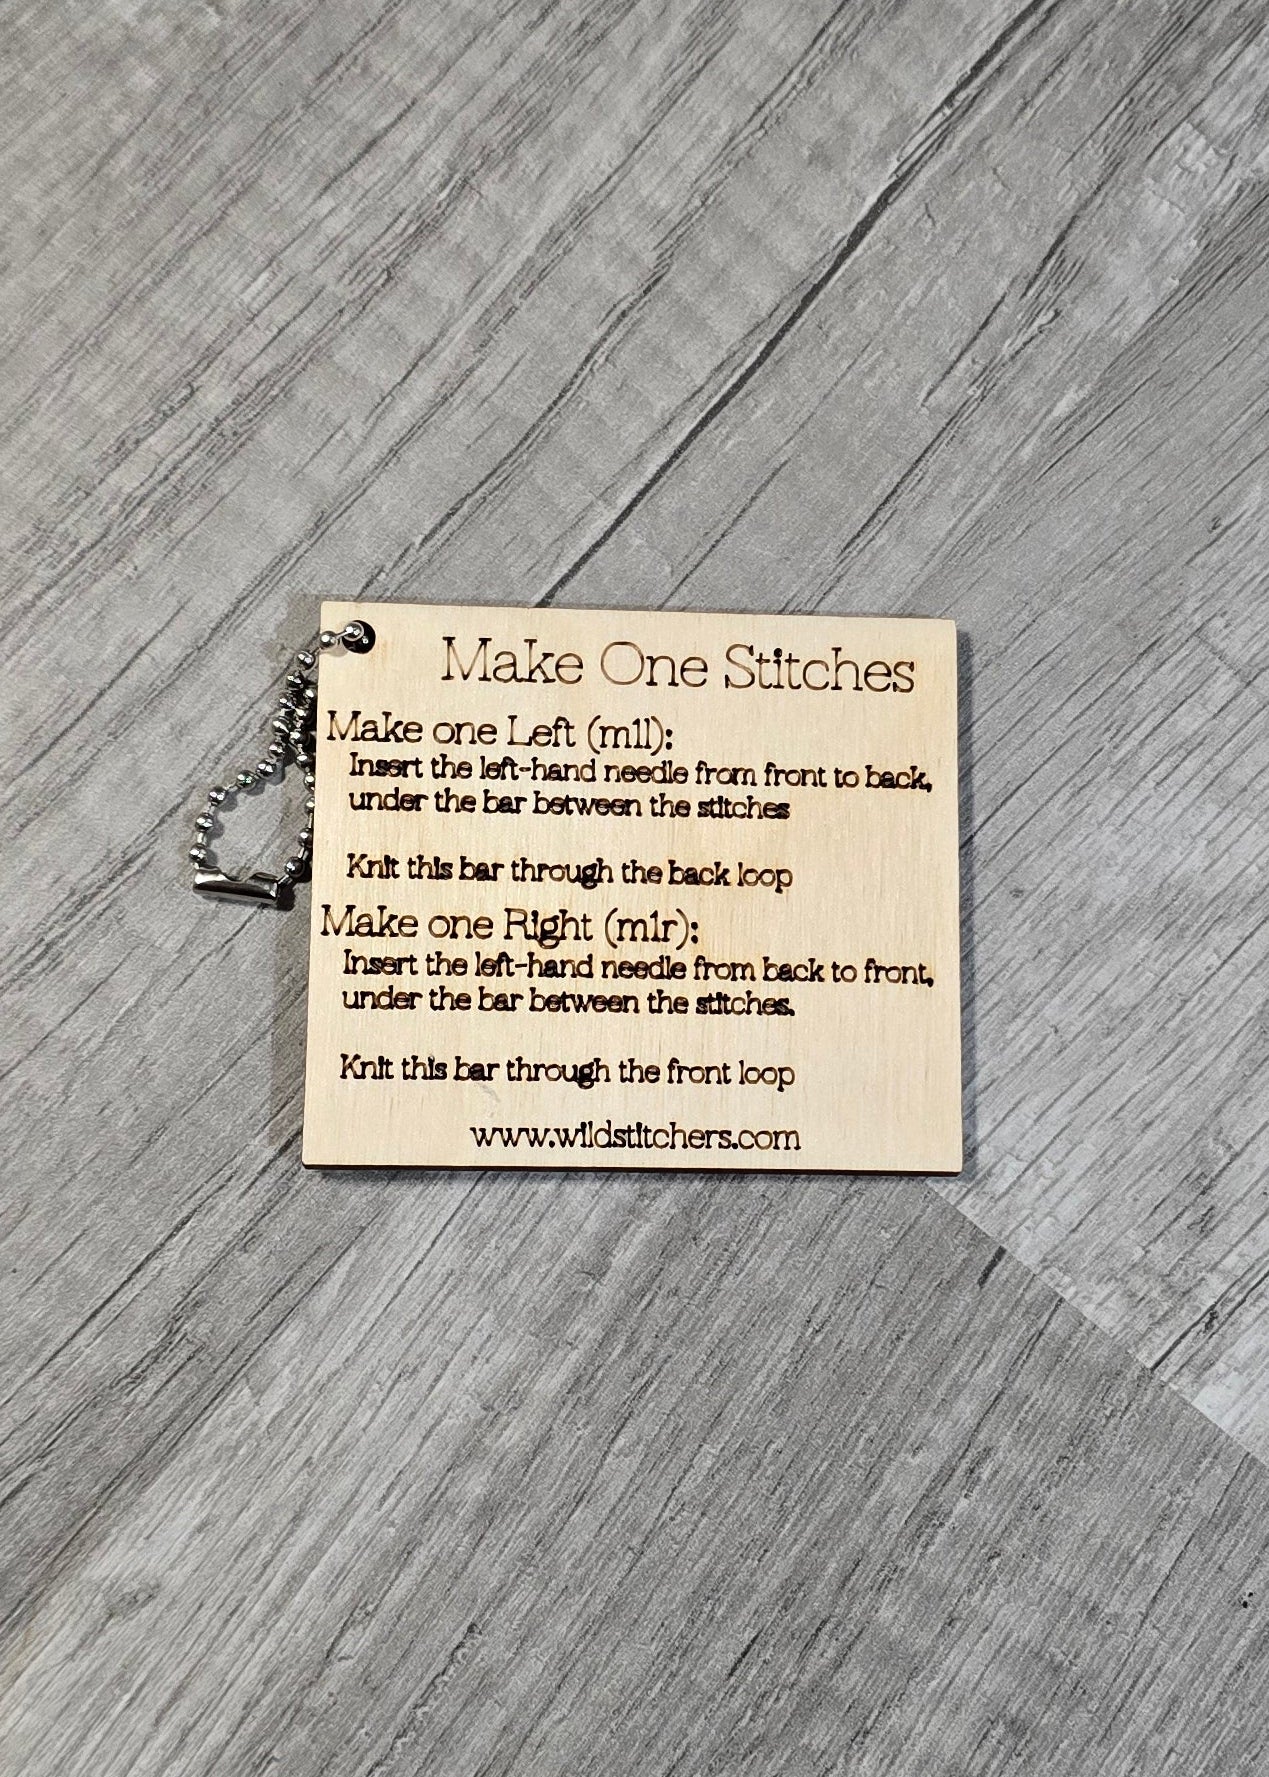 Make One Stitches
Make one Left (m1l):
Insert the left-hand needle from front to back,
under the bar between the stitches
Knit this bar through the back loop
Make one Right (m1r):
Insert the left-hand needle from back to front,
under the bar between the stitches.
Knit this bar through the front loop
www.wildstitchers.com